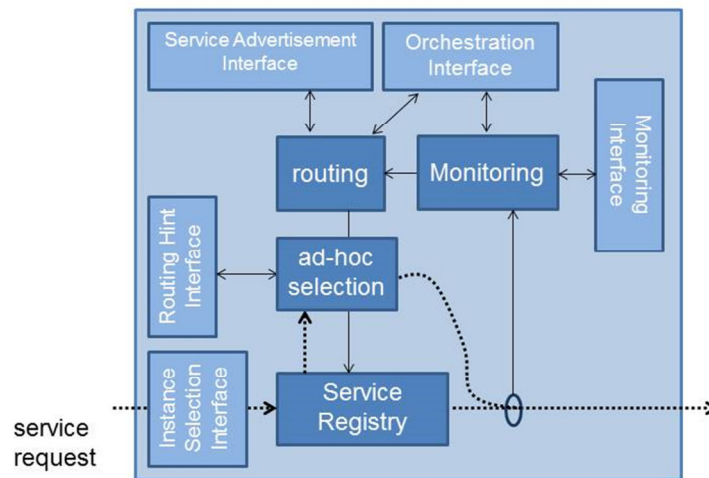 Service Advertisement
Interface
Orchestration
Interface
Monitoring
Interface
routing
Monitoring
Routing Hint
Interface
ad-hoc
selection
Instance
Selection
Interface
Service
Registry
service
request